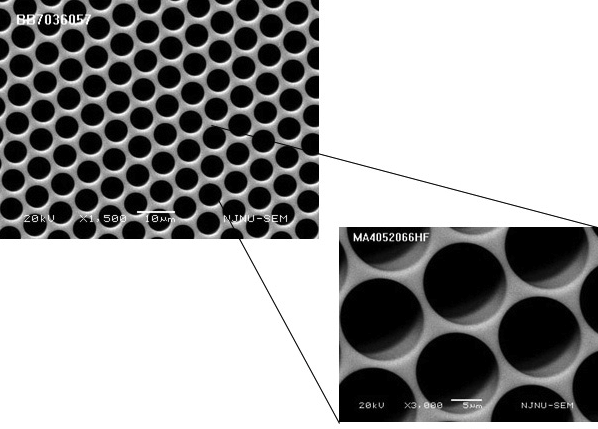 BB7036057
20kV X1,500 10μm NJNU-SEM
MA4052066HF
20kV X3,000 5μm NJNU-SEM